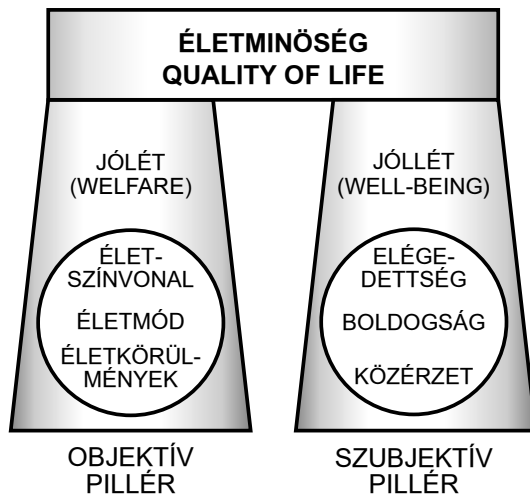 ÉLETMINÖSÉG
QUALITY OF LIFE
JÓLÉT
(WELFARE)
ÉLET-
SZÍNVONAL
ÉLETMÓD
ÉLETKÖRÜL-
MÉNYEK
OBJEKTÍV
PILLÉR
JÓLLÉT
(WELL-BEING)
ELÉGE-
DETTSÉG
BOLDOGSÁG
KÖZÉRZET
SZUBJEKTÍV
PILLÉR